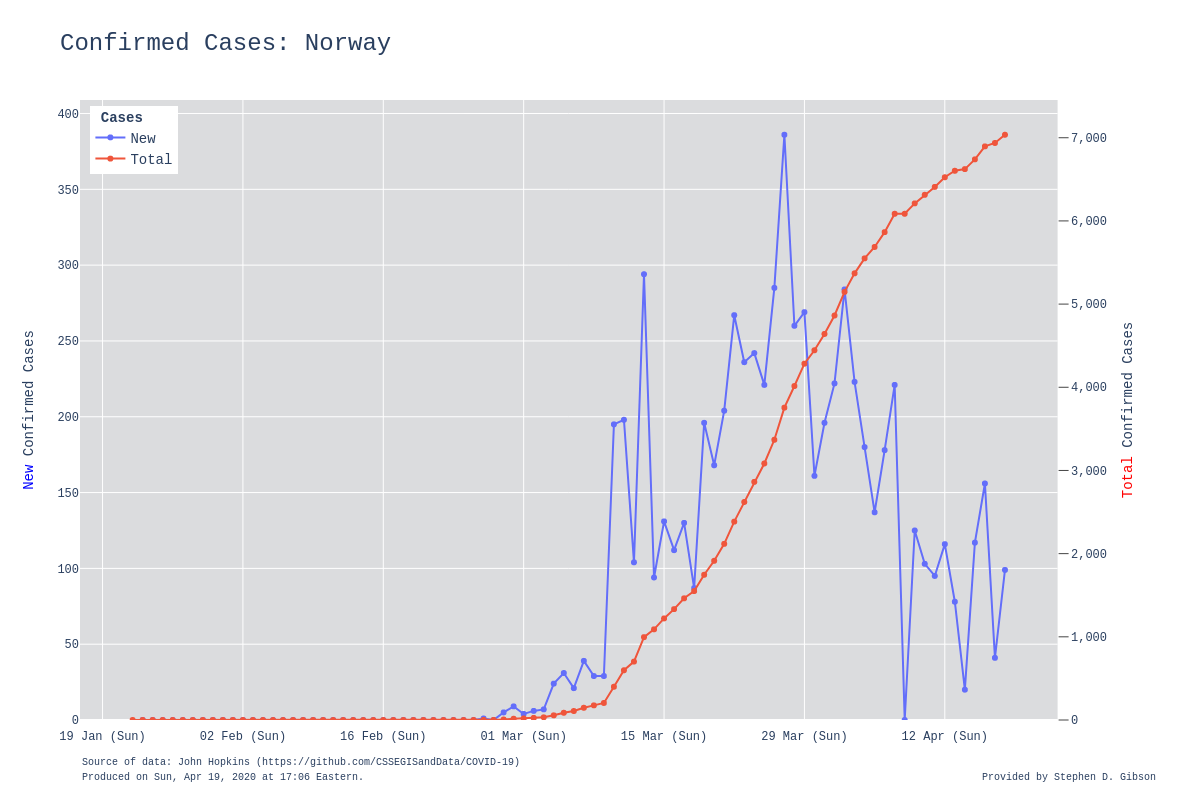 Confirmed Cases: Norway
Cases
New
Total
400
350
300
250
200
150
100
50
0
7,000
6,000
5,000
4,000
3,000
2,000
1,000
0
New Confirmed Cases
Total Confirmed Cases
19 Jan (Sun) 02 Feb (Sun) 16 Feb (Sun) 01 Mar (Sun) 15 Mar (Sun) 29 Mar (Sun) 12 Apr (Sun)
Source of data: John Hopkins (https://github.com/CSSEGISandData/COVID-19)
Produced on Sun, Apr 19, 2020 at 17:06 Eastern.
Provided by Stephen D. Gibson